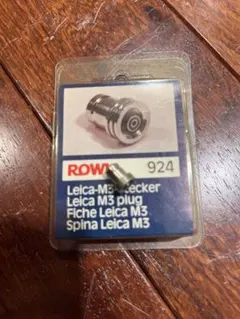 ROWI 924
Leica-M3-Stecker
Leica M3 plug
Fiche Leica M3
Spina Leica M3